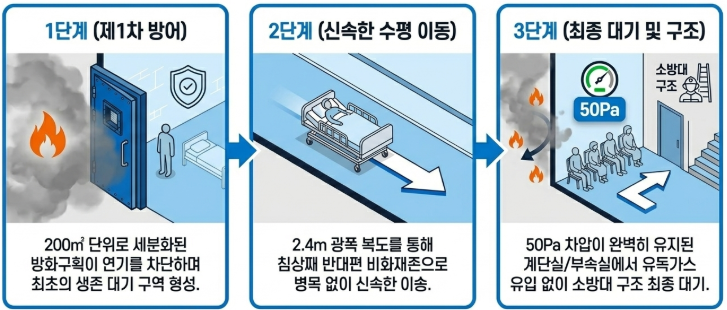 1단계 (제1차 방어)
200㎡ 단위로 세분화된
방화구획이 연기를 차단하며
최초의 생존 대기 구역 형성.
2단계 (신속한 수평 이동)
2.4m 광폭 복도를 통해
침상째 반대편 비화재존으로
병목 없이 신속한 이송.
3단계 (최종 대기 및 구조)
50Pa
소방대
구조
50Pa 차압이 완벽히 유지된
계단실/부속실에서 유독가스
유입 없이 소방대 구조 최종 대기.